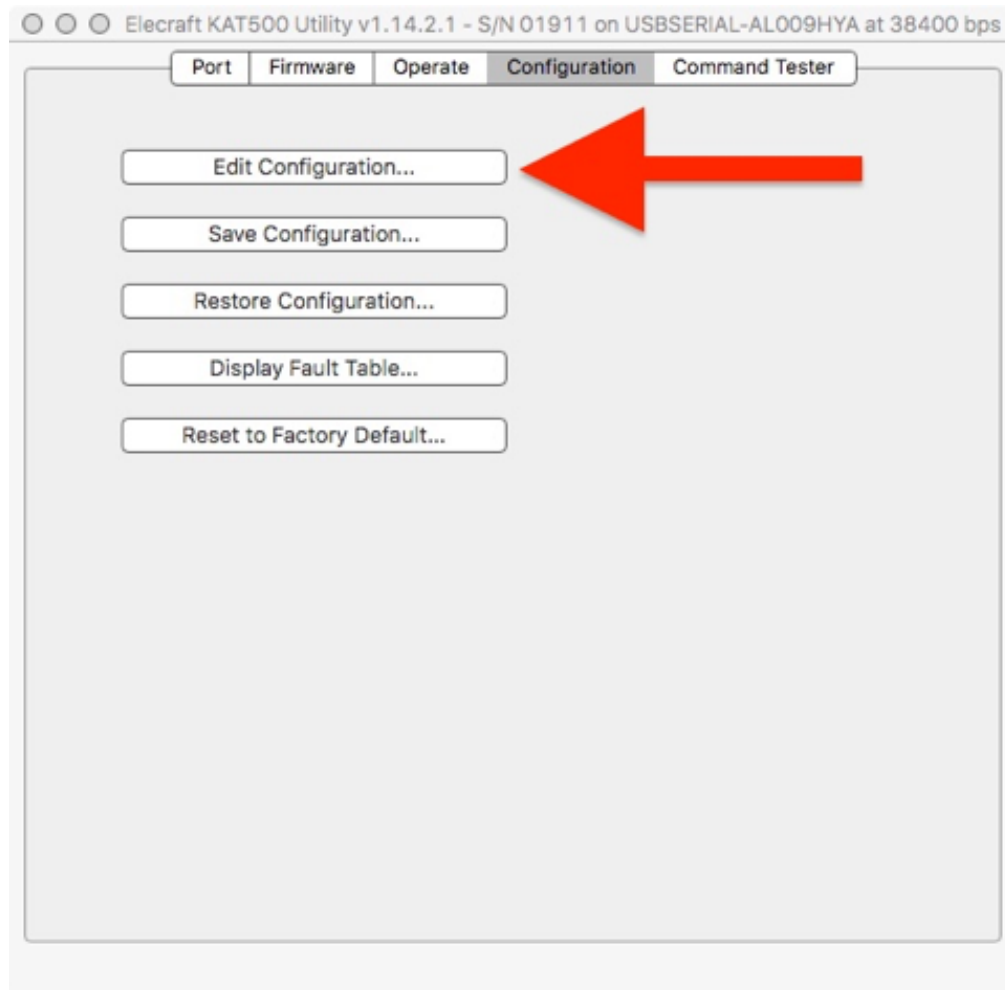 Elecraft KAT500 Utility v1.14.2.1 - S/N 01911 on USBSERIAL-AL009HYA at 38400 bps
Port Firmware Operate Configuration Command Tester
Edit Configuration...
Save Configuration...
Restore Configuration...
Display Fault Table...
Reset to Factory Default...